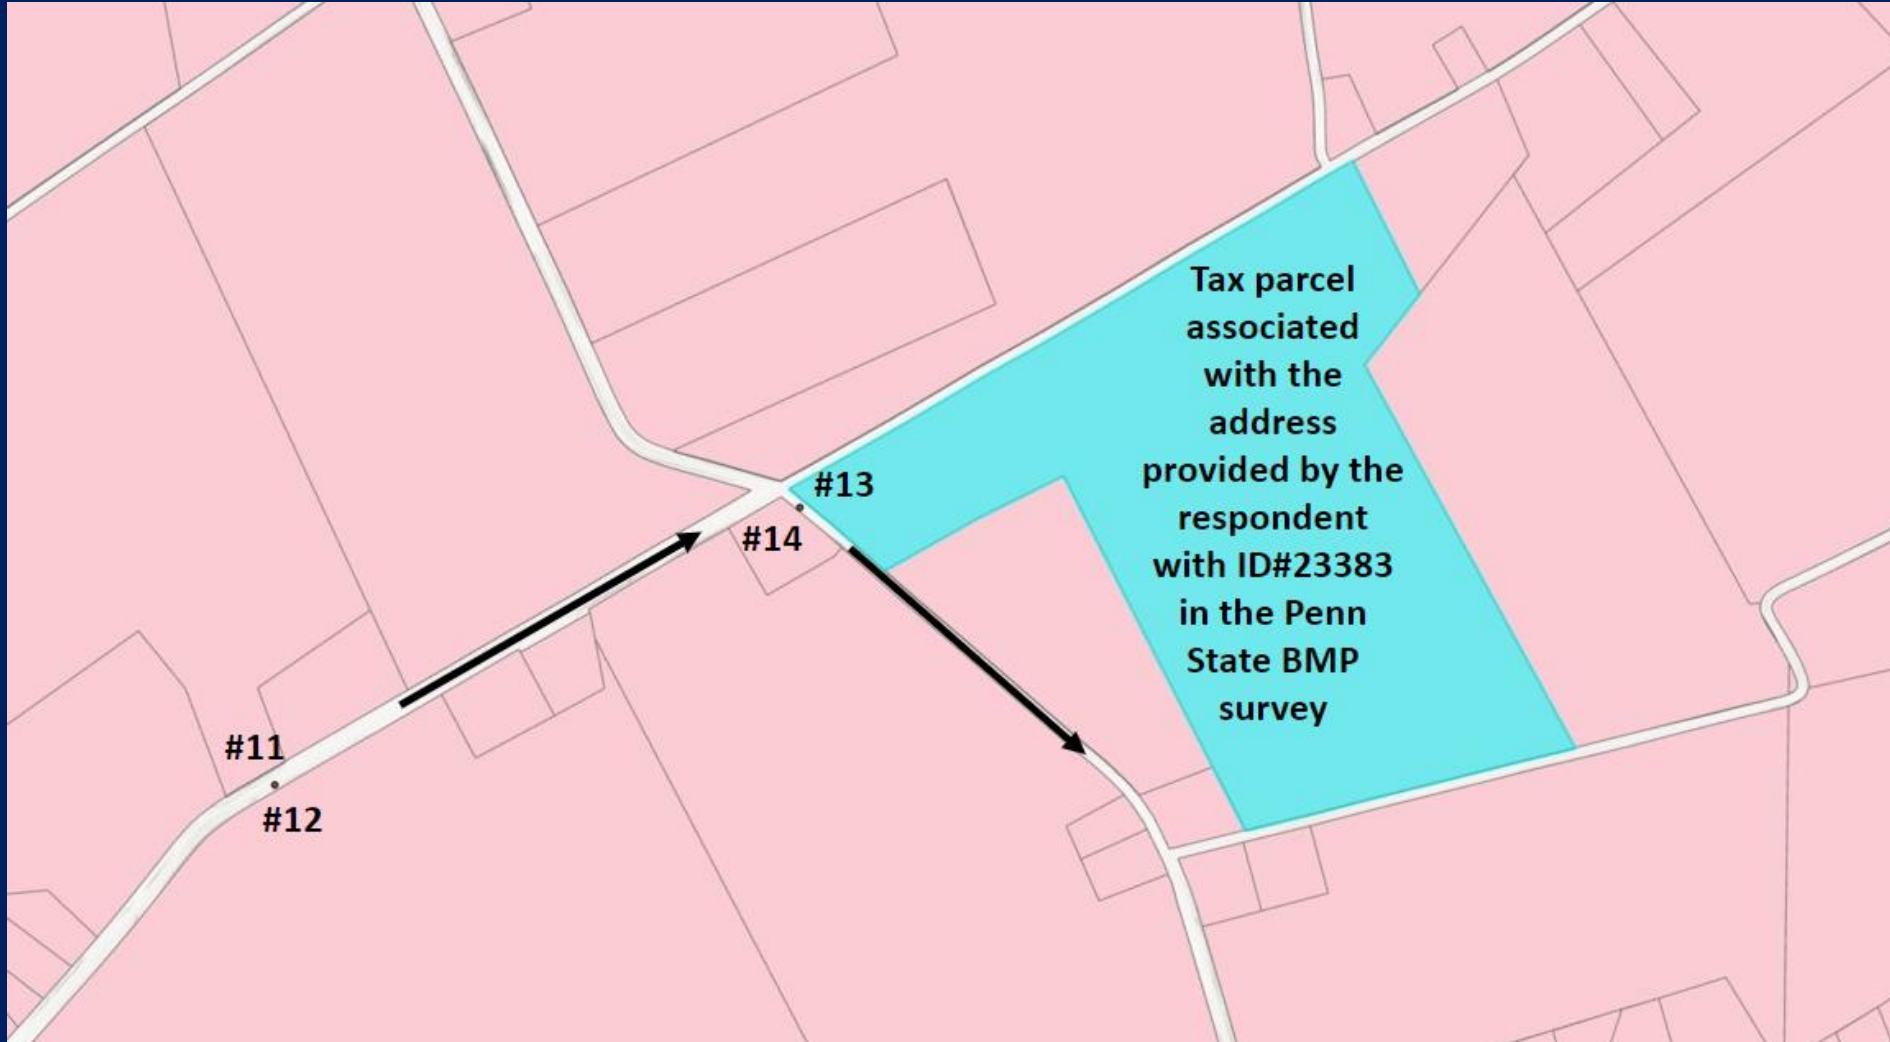 Tax parcel
associated
with the
address
provided by the
respondent
with ID#23383
in the Penn
State BMP
survey
#13
#14
#11
#12